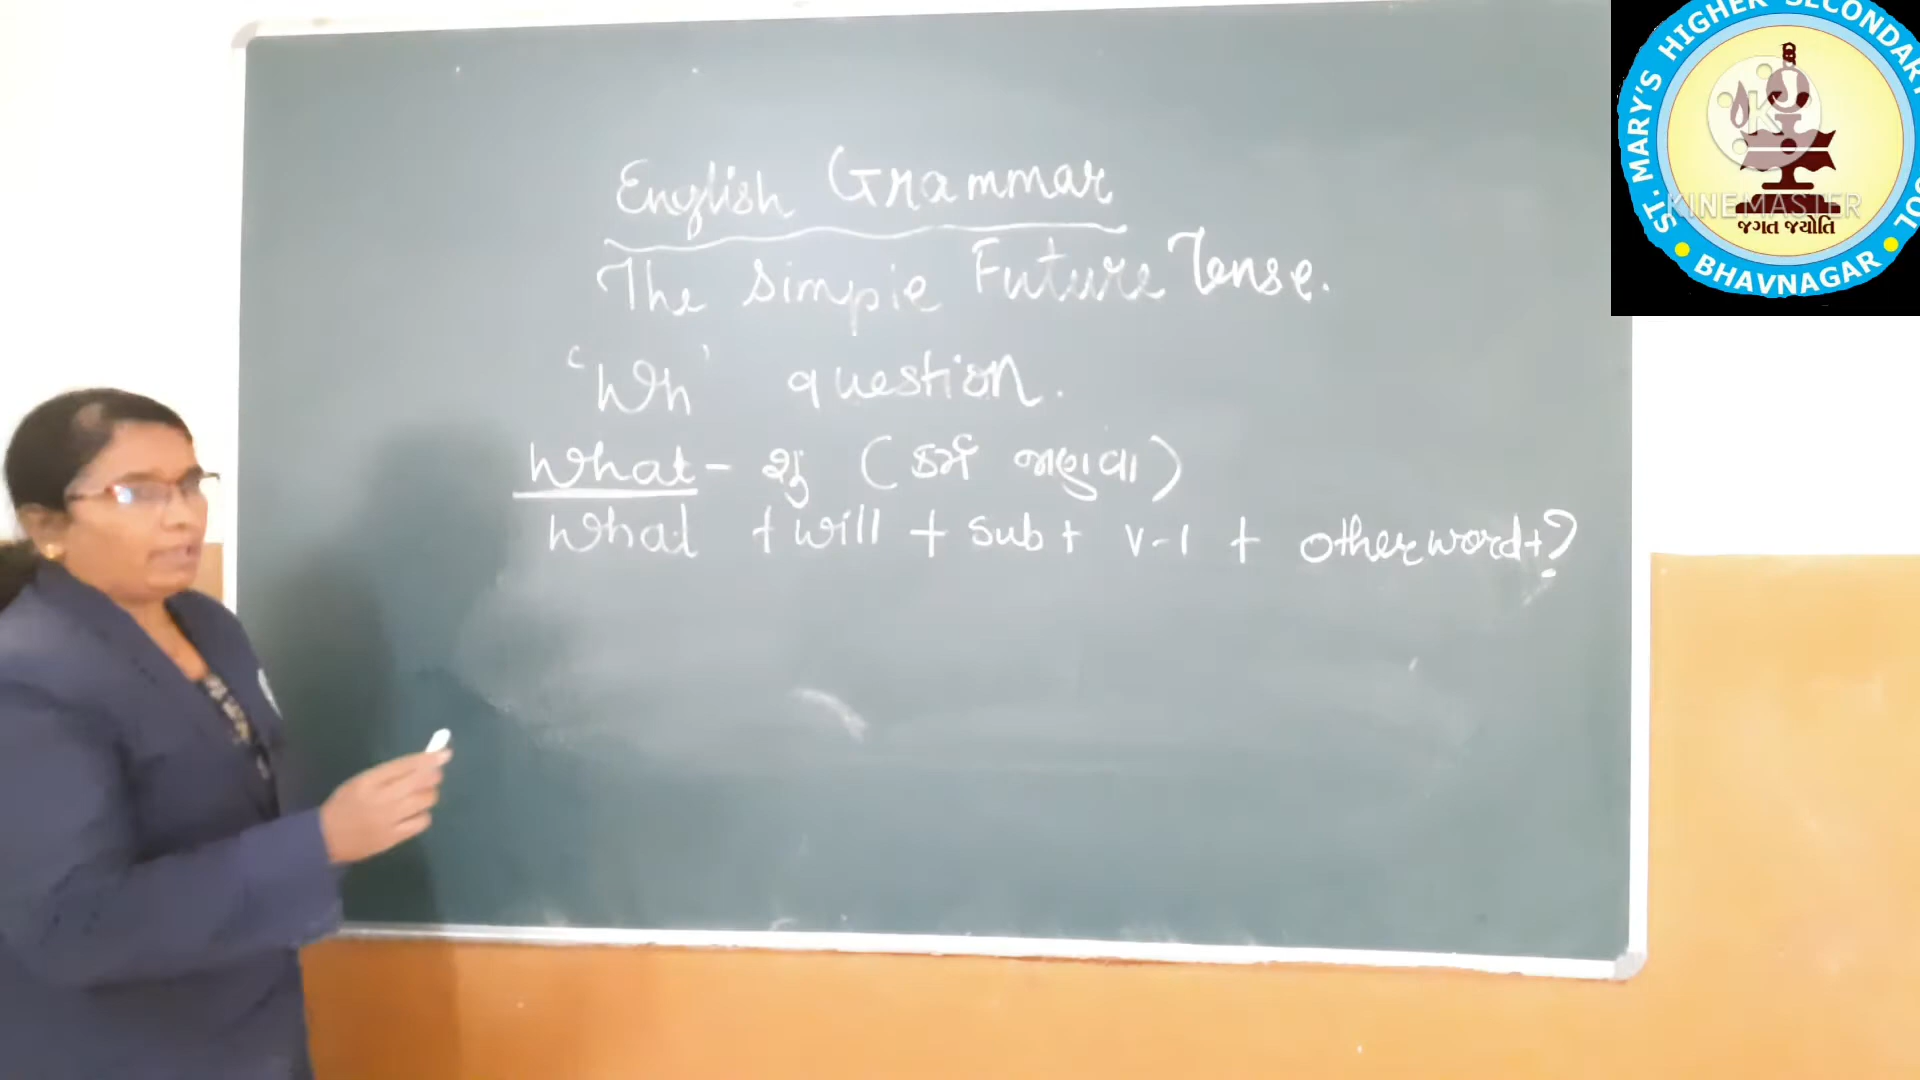 English Grammar
The Simple Future Tense.
'Wh' question.
What - શું (કર્મ જાણવા)
What + will + sub + v-1 + other word + ?
ST. MARY'S HIGHER SECONDARY
BHAVNAGAR
જગત જ્યોતિ
KINEMASTER